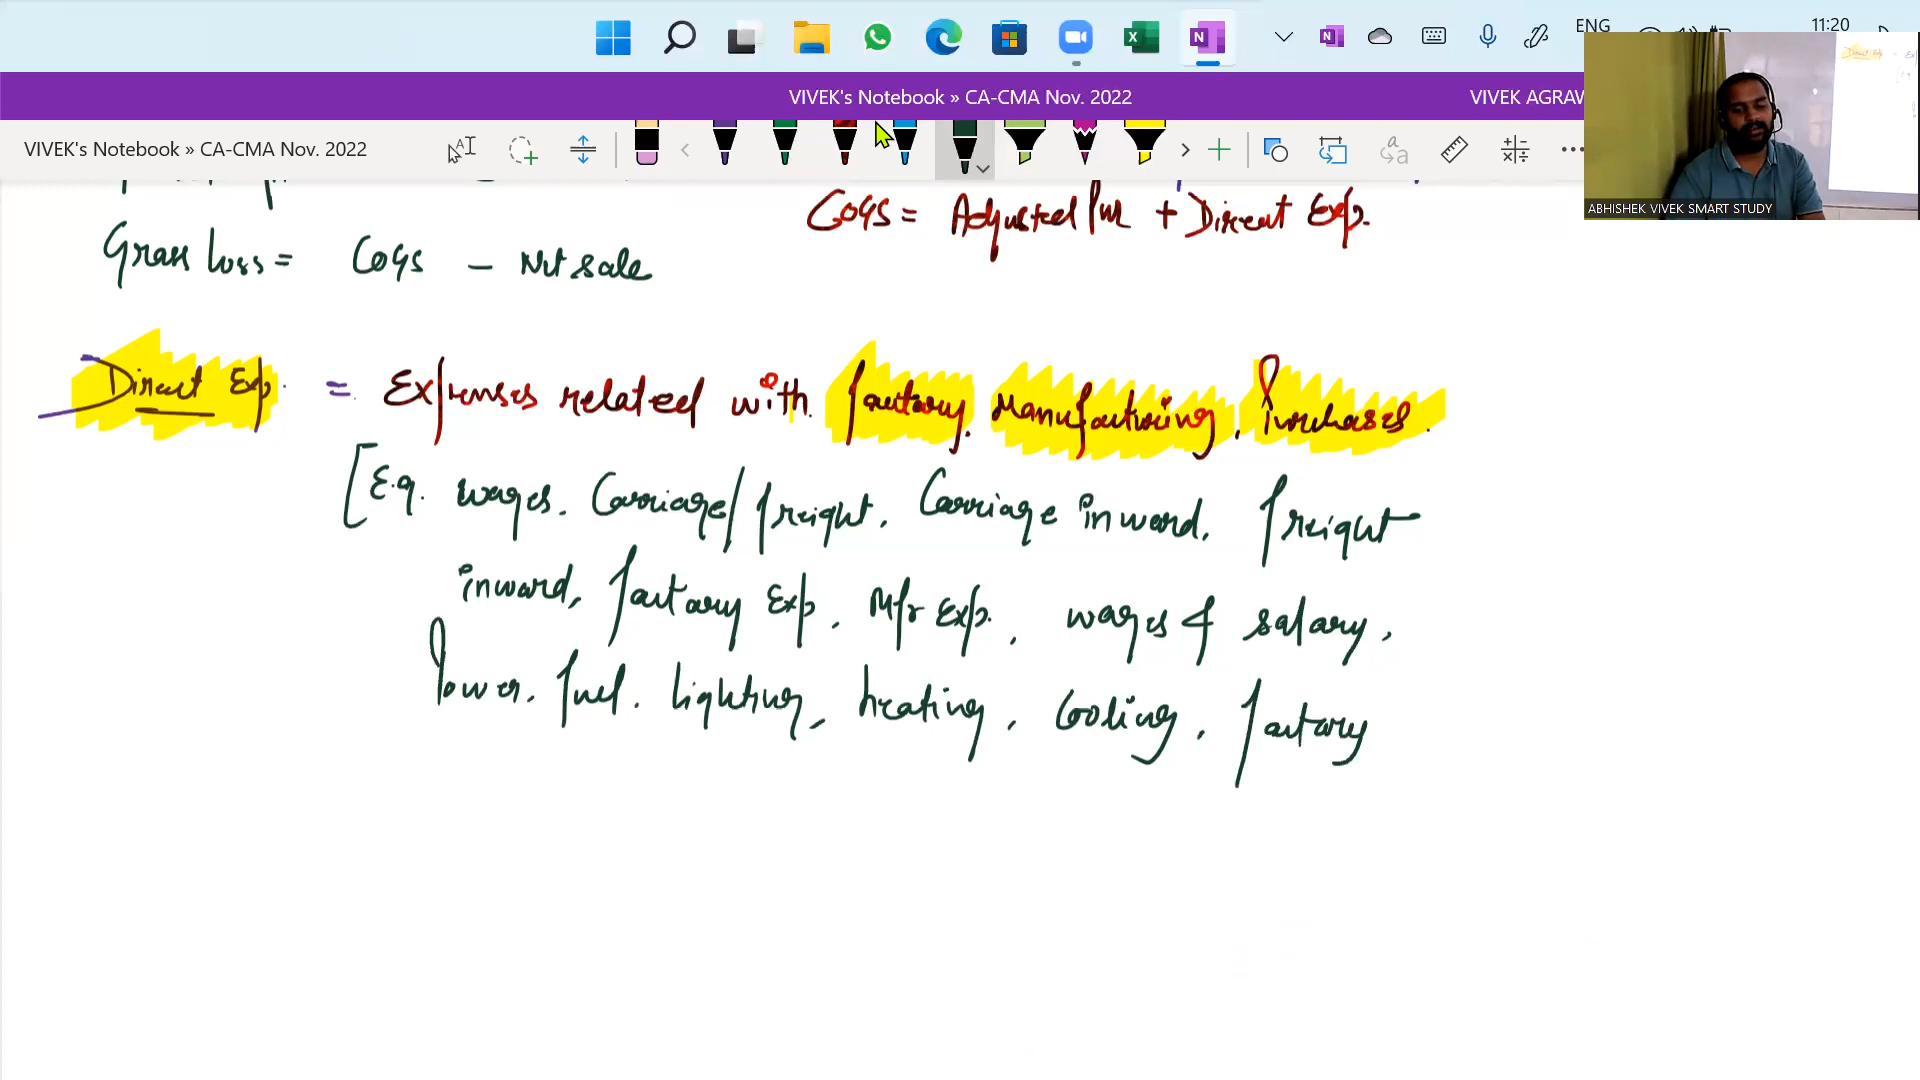 ENG
11:20
VIVEK's Notebook » CA-CMA Nov. 2022
VIVEK AGRAW
VIVEK's Notebook » CA-CMA Nov. 2022
ABHISHEK VIVEK SMART STUDY
COGS = Adjusted Pur + Direct Exp.
Gross loss = COGS – Net sale
Direct Exp. = Expenses related with factory, Manufacturing, Purchases.
[E.g. wages, Carriage/freight, Carriage inward, freight
inward, factory Exp, Mfr Exp., wages & salary,
Power, fuel, lighting, heating, Cooling, factory